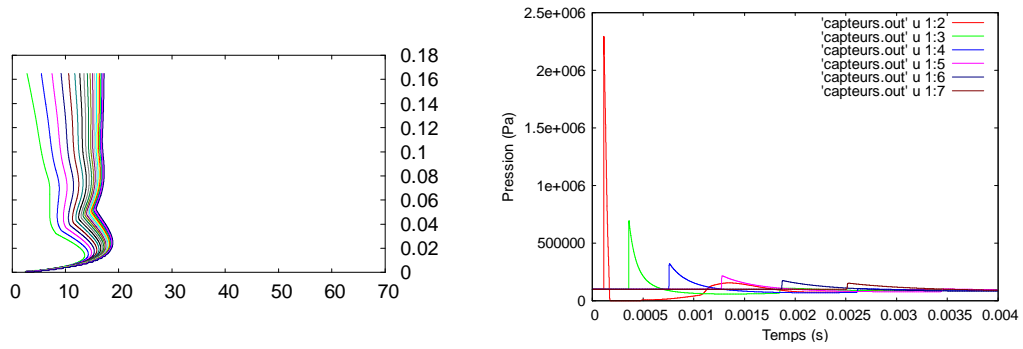 0.18
0.16
0.14
0.12
0.1
0.08
0.06
0.04
0.02
0
0 10 20 30 40 50 60 70
2.5e+006
2e+006
1.5e+006
1e+006
500000
0
Pression (Pa)
'capteurs.out' u 1:2
'capteurs.out' u 1:3
'capteurs.out' u 1:4
'capteurs.out' u 1:5
'capteurs.out' u 1:6
'capteurs.out' u 1:7
0 0.0005 0.001 0.0015 0.002 0.0025 0.003 0.0035 0.004
Temps (s)